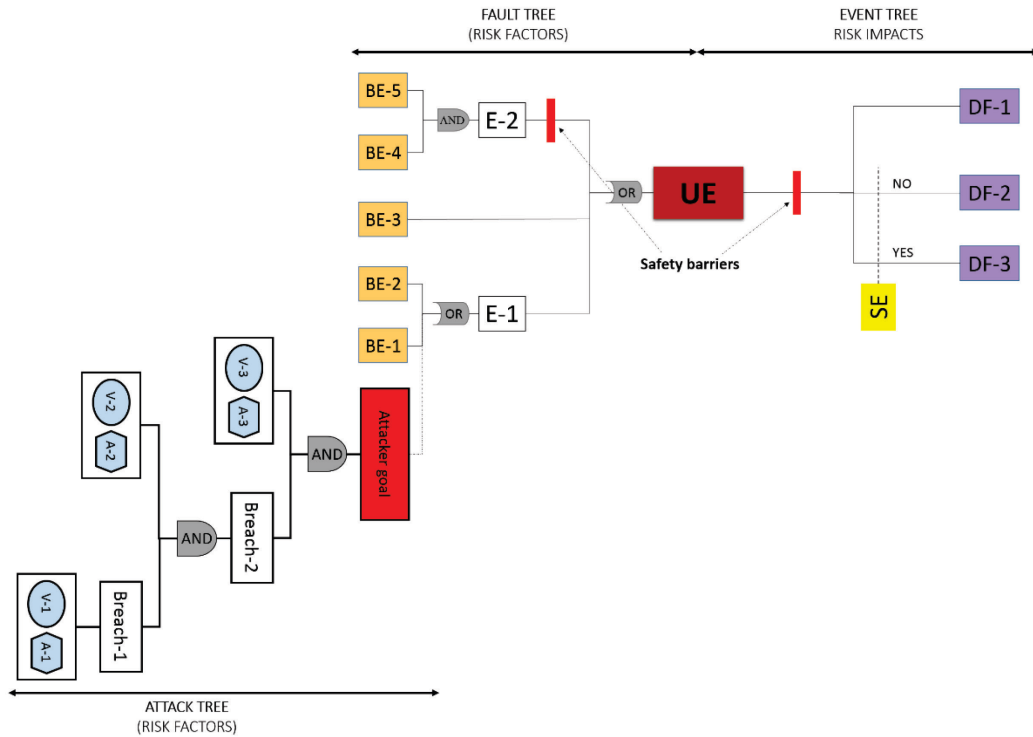 FAULT TREE
(RISK FACTORS)
EVENT TREE
RISK IMPACTS
BE-5
BE-4
AND
E-2
BE-3
BE-2
BE-1
OR
E-1
OR
UE
Safety barriers
DF-1
NO
DF-2
YES
DF-3
SE
V-3
A-3
AND
Attacker goal
V-2
A-2
AND
Breach-2
V-1
A-1
Breach-1
ATTACK TREE
(RISK FACTORS)